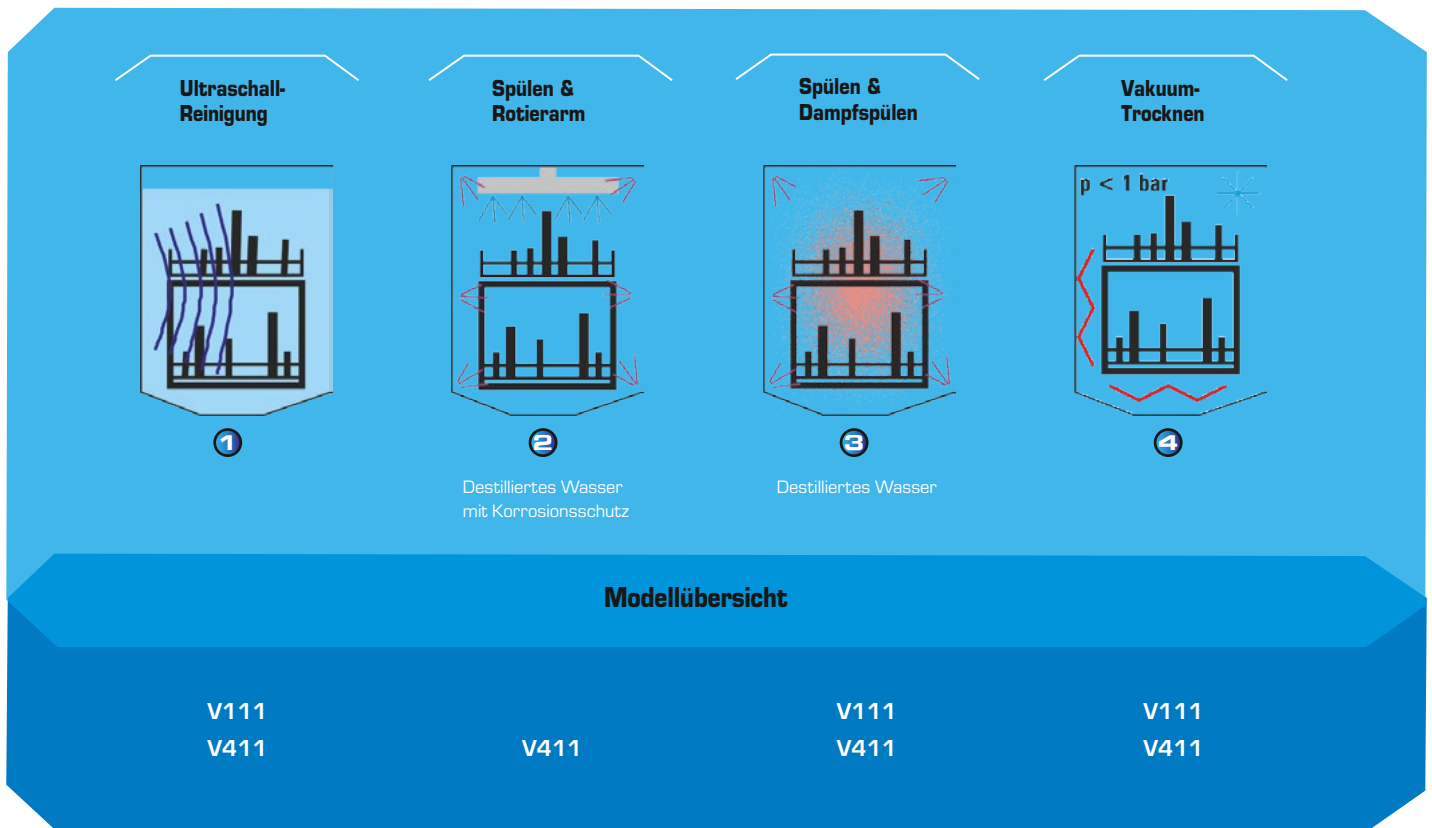 Ultraschall-
Reinigung
Spülen &
Rotierarm
Spülen &
Dampfspülen
Vakuum-
Trocknen
p < 1 bar
1
2
3
4
Destilliertes Wasser
mit Korrosionsschutz
Destilliertes Wasser
Modellübersicht
V111
V111
V111
V411
V411
V411
V411